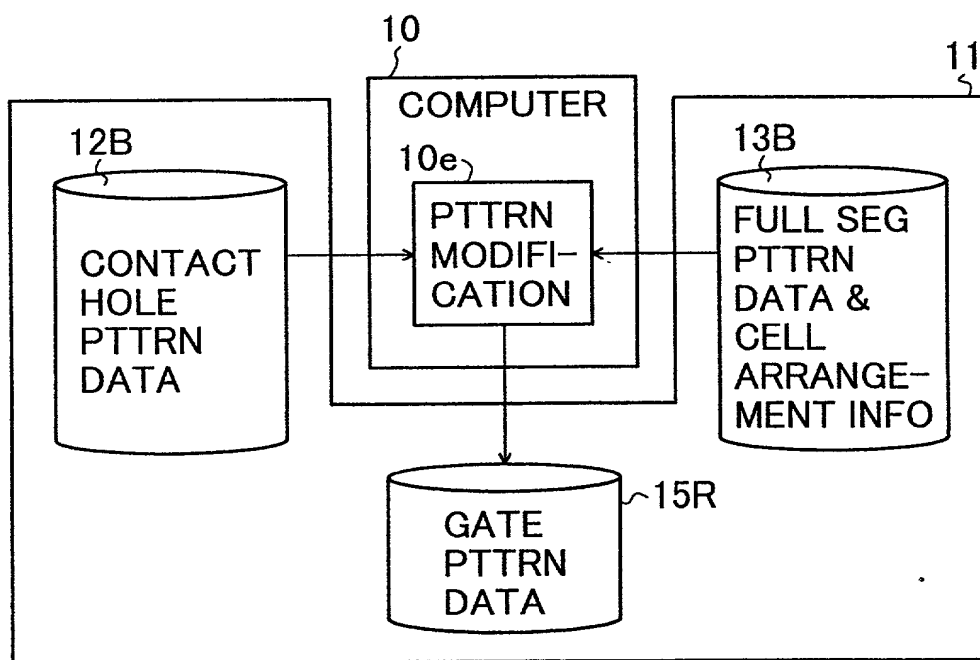 10
11
COMPUTER
12B
10e
13B
CONTACT
HOLE
PTTRN
DATA
PTTRN
MODIFI-
CATION
FULL SEG
PTTRN
DATA &
CELL
ARRANGE-
MENT INFO
15R
GATE
PTTRN
DATA